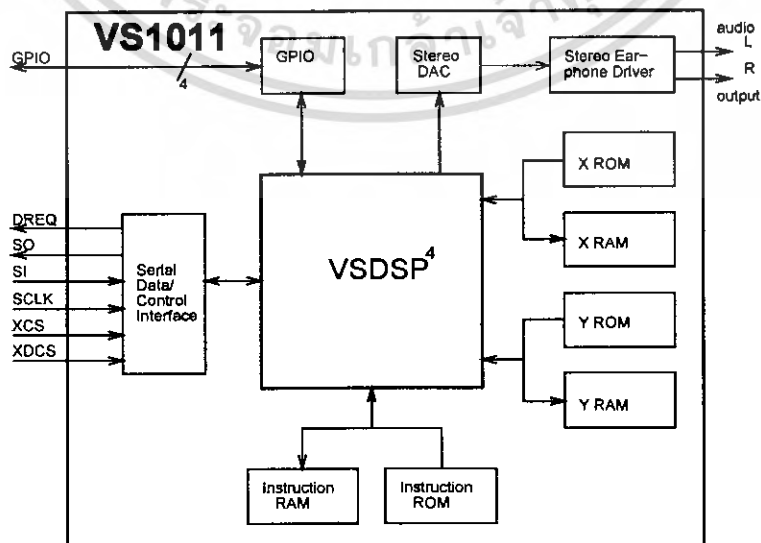 VS1011
GPIO
4
GPIO
Stereo
DAC
Stereo Ear–
phone Driver
audio
L
R
output
X ROM
X RAM
DREQ
SO
SI
SCLK
XCS
XDCS
Serial
Data/
Control
Interface
VSDSP4
Y ROM
Y RAM
Instruction
RAM
Instruction
ROM